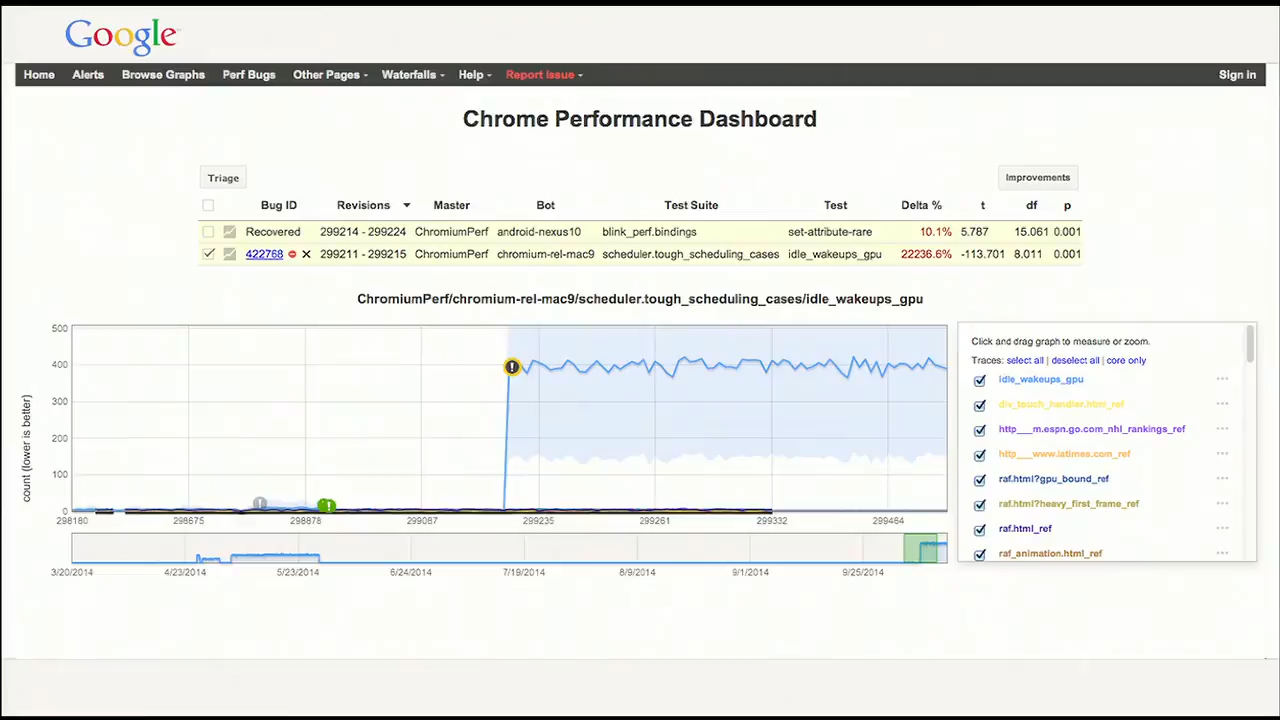 Google
Home Alerts Browse Graphs Perf Bugs Other Pages Waterfalls Help Report Issue Sign in
Chrome Performance Dashboard
Triage Improvements
Bug ID Revisions Master Bot Test Suite Test Delta % t df p
Recovered 299214 - 299224 ChromiumPerf android-nexus10 blink_perf.bindings set-attribute-rare 10.1% 5.787 15.061 0.001
422768 299211 - 299215 ChromiumPerf chromium-rel-mac9 scheduler.tough_scheduling_cases idle_wakeups_gpu 22236.6% -113.701 8.011 0.001
ChromiumPerf/chromium-rel-mac9/scheduler.tough_scheduling_cases/idle_wakeups_gpu
count (lower is better)
500
400
300
200
100
0
298180 298675 298878 299087 299235 299261 299332 299484
3/20/2014 4/23/2014 5/23/2014 6/24/2014 7/19/2014 8/9/2014 9/1/2014 9/25/2014
Click and drag graph to measure or zoom.
Traces: select all | deselect all | core only
idle_wakeups_gpu
div_touch_handler.html_ref
http___m.espn.go.com_nhl_rankings_ref
http___www.latimes.com_ref
raf.html?gpu_bound_ref
raf.html?heavy_first_frame_ref
raf.html_ref
raf_animation.html_ref